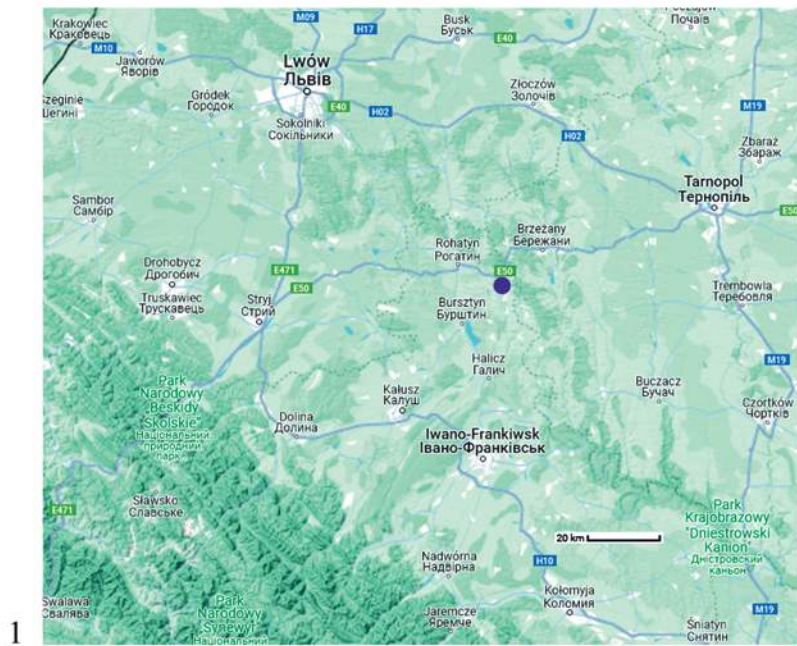 Krakowiec
Краковець
M10
Jaworów
Яворів
M09
H17
Busk
Буськ
E40
Почаїв
Lwów
Львів
Gródek
Городок
E40
H02
Złoczów
Золочів
M19
Szeginie
Шегині
Sokolniki
Сокільники
H02
Zbaraż
Збараж
Tarnopol
Тернопіль
E50
Sambor
Самбір
Brzeżany
Бережани
Rohatyn
Рогатин
E50
Drohobycz
Дрогобич
E471
E50
Truskawiec
Трускавець
Stryj
Стрий
Bursztyn
Бурштин
Trembowla
Теребовля
Halicz
Галич
M19
Park
Narodowy
"Beskidy
Skolskie"
Національний
природний
парк
Kałusz
Калуш
Buczacz
Бучач
Czortków
Чортків
Dolina
Долина
Iwano-Frankiwsk
Івано-Франківськ
Sławsko
Славське
E471
Park
Krajobrazowy
"Dniestrowski
Kanion"
Дністровский
каньон
20 km
Nadwórna
Надвірна
H10
Kołomyja
Коломия
Swalawa
Свалява
Park
Narodowy
Synewyr
Національний
Jaremcze
Яремче
M19
Śniatyn
Снятин
1